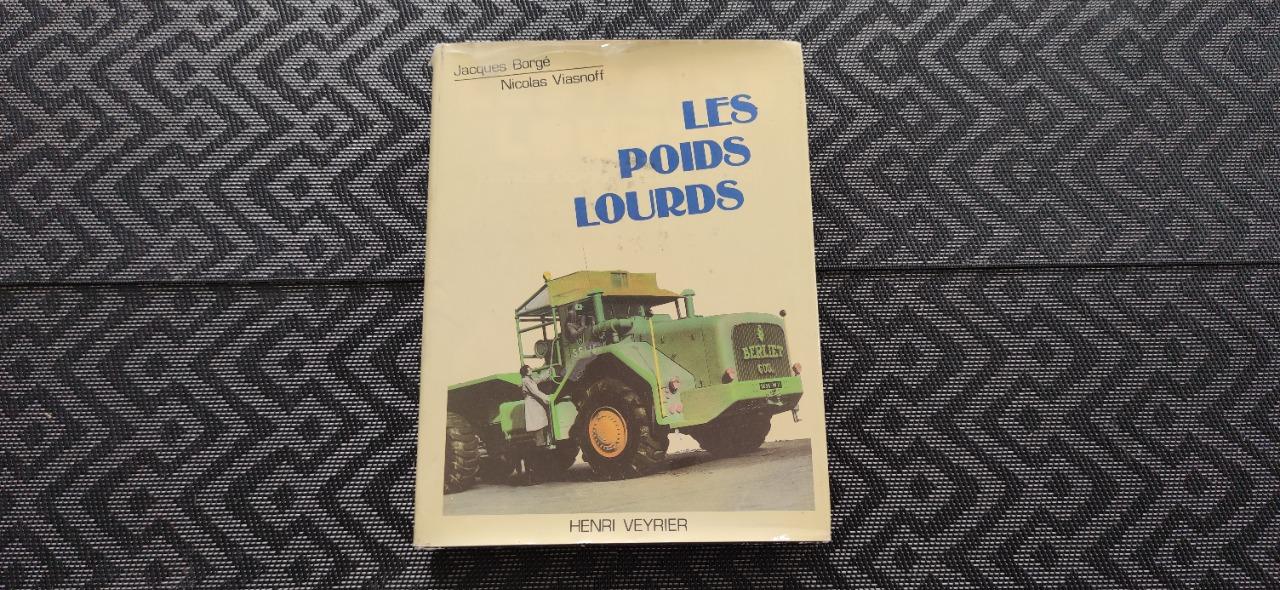 Jacques Borgé
Nicolas Viasnoff
LES
POIDS
LOURDS
BERLIET
HENRI VEYRIER